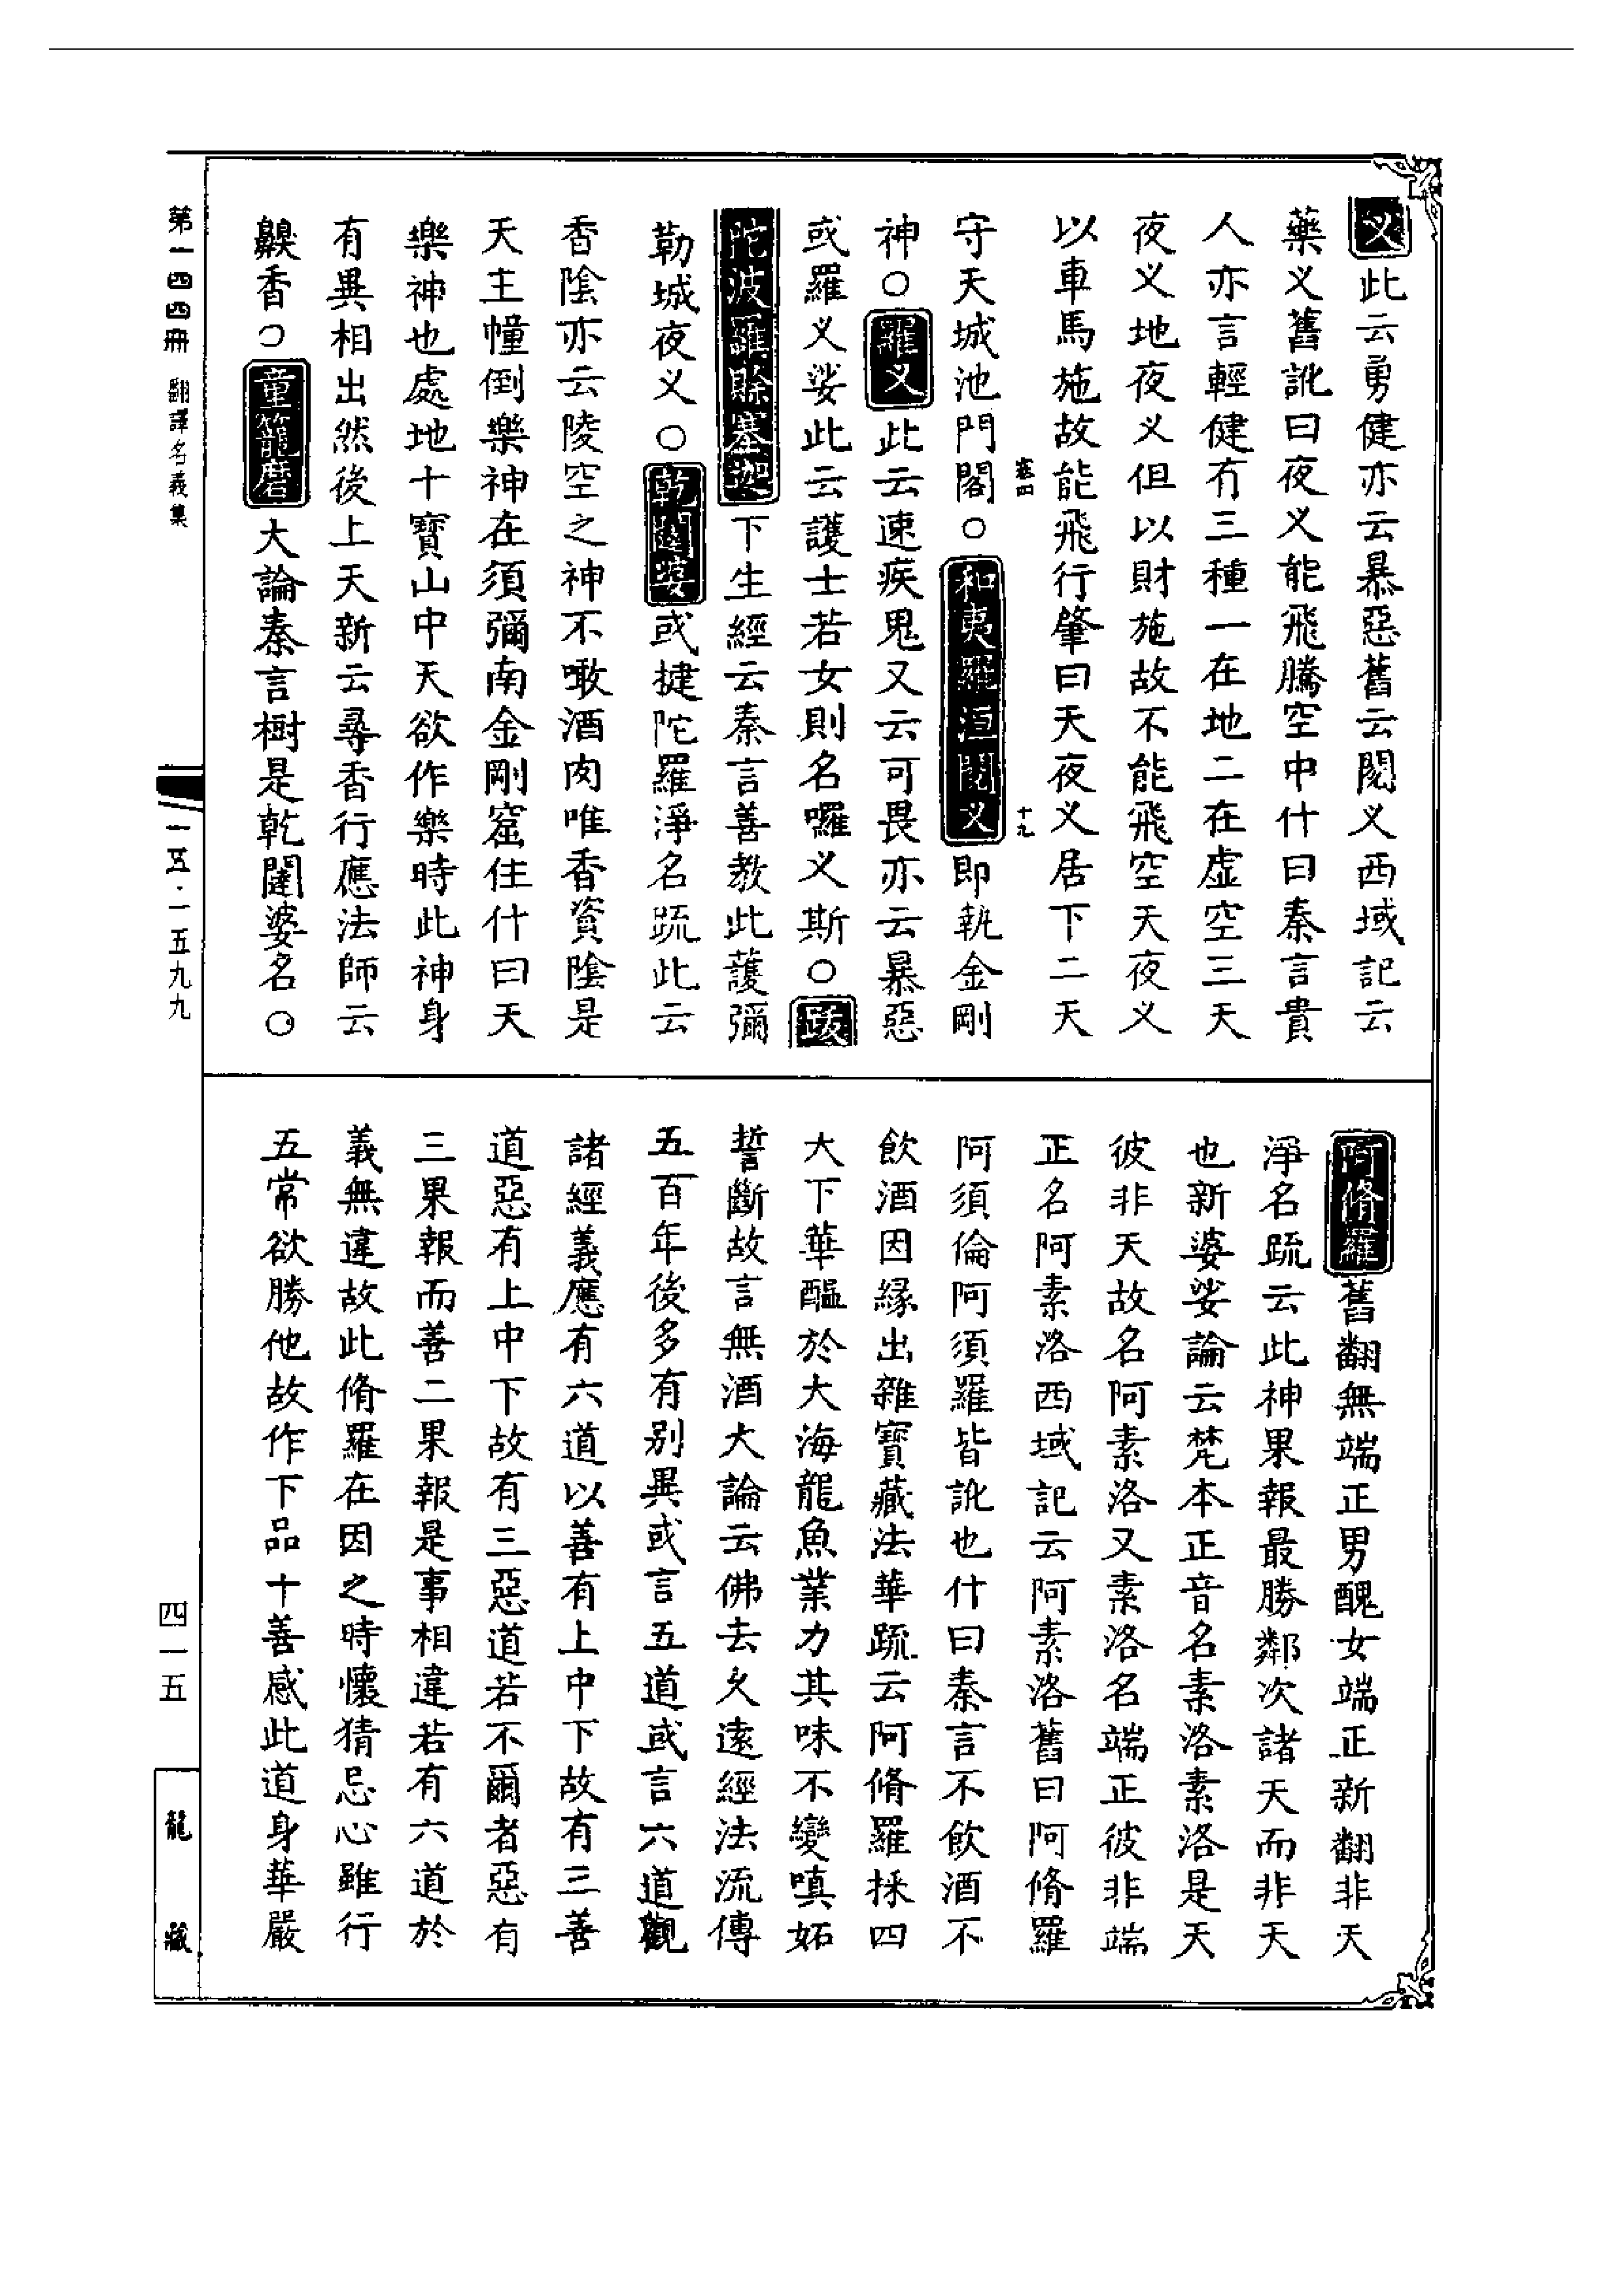 义此云勇健亦云暴惡舊云閱义西域記云
藥义舊訛曰夜义能飛騰空中什曰秦言貴
人亦言輕健有三種一在地二在虛空三天
夜义地夜义但以財施故不能飛空天夜义
以車馬施故能飛行肇曰天夜义居下二天
卷四 十九
守天城池門閣○和夷羅洹閱义即執金剛
神○羅义此云速疾鬼又云可畏亦云暴惡
或羅义娑此云護士若女則名囉义斯○跋
陀波羅賒塞迦下生經云秦言善教此護彌
勒城夜义○乾闥婆或揵陀羅淨名疏此云
香陰亦云陵空之神不噉酒肉唯香資陰是
天主幢倒樂神在須彌南金剛窟住什曰天
樂神也處地十寶山中天欲作樂時此神身
有異相出然後上天新云尋香行應法師云
齅香○童籠磨大論秦言樹是乾闥婆名○
阿脩羅舊翻無端正男醜女端正新翻非天
淨名疏云此神果報最勝鄰次諸天而非天
也新婆娑論云梵本正音名素洛素洛是天
彼非天故名阿素洛又素洛名端正彼非端
正名阿素洛西域記云阿素洛舊曰阿脩羅
阿須倫阿須羅皆訛也什曰秦言不飲酒不
飲酒因緣出雜寶藏法華疏云阿脩羅採四
大下華醞於大海龍魚業力其味不變嗔妬
誓斷故言無酒大論云佛去久遠經法流傳
五百年後多有別異或言五道或言六道觀
諸經義應有六道以善有上中下故有三善
道惡有上中下故有三惡道若不爾者惡有
三果報而善二果報是事相違若有六道於
義無違故此脩羅在因之時懷猜忌心雖行
五常欲勝他故作下品十善感此道身華嚴
第一四四冊 翻譯名義集
一五·一五九九
四一五
龍藏